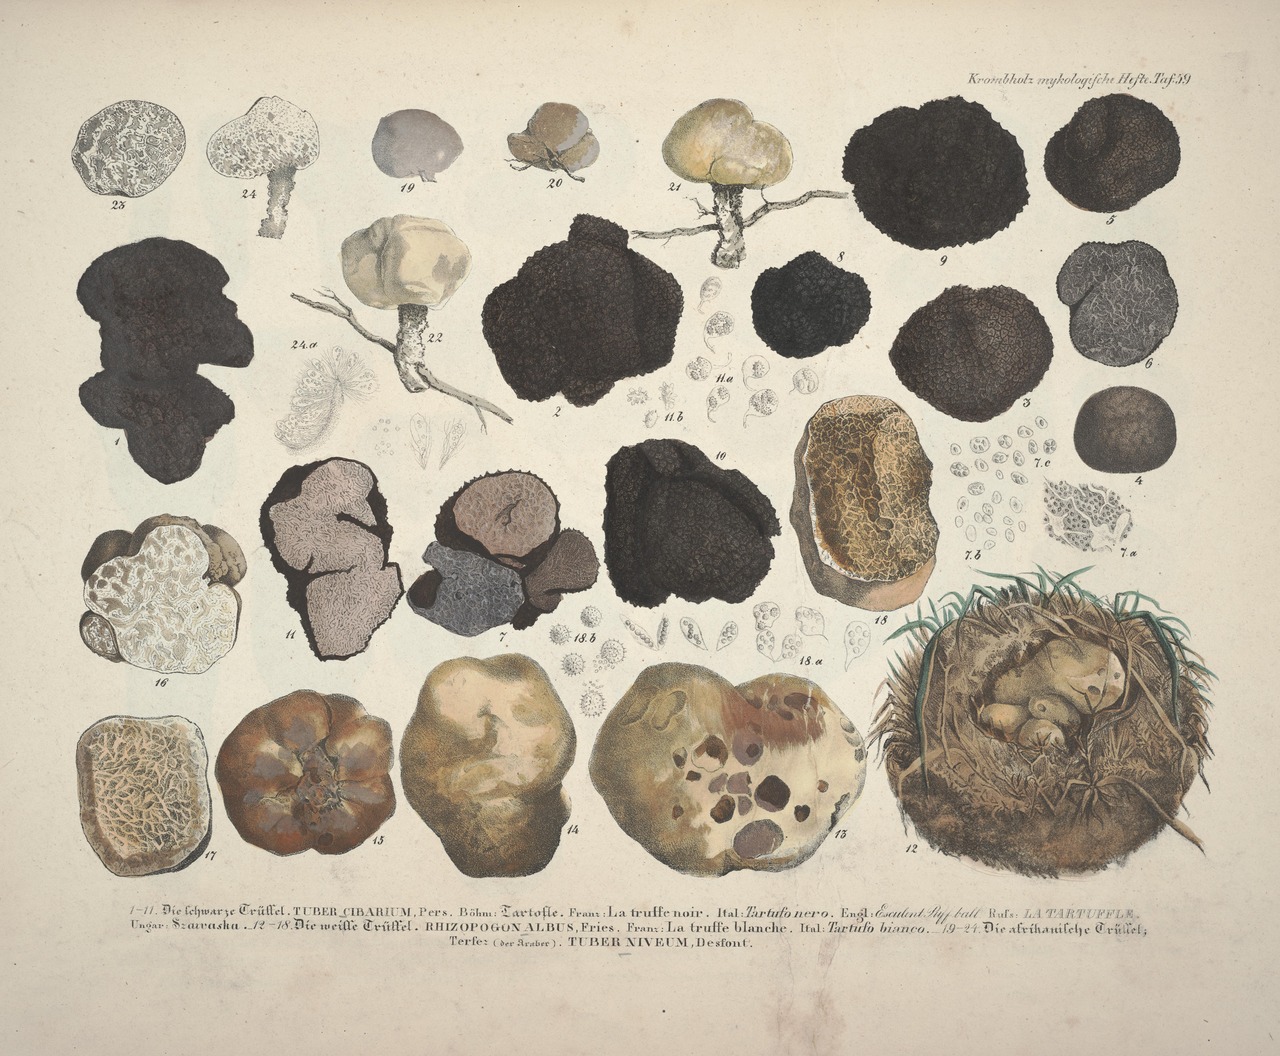 Krombholz mykologische Hefte. Taf: 59
23
24
19
20
21
9
5
1
24.a
22
2
11.a
11.b
8
3
6
4
7.c
7.b
7.a
10
16
11
7
18.b
18.a
18
17
15
14
13
12
1-11. Die schwarze Trüffel. TUBER CIBARIUM, Pers. Böhm: Tartofle. Franz: La truffe noir. Ital: Tartufo nero. Engl: Esculent Puff ball Rufs: LA TARTUFFLE.
Ungar: Szarvasha. 12-18. Die weiſse Trüffel. RHIZOPOGON ALBUS, Fries. Franz: La truffe blanche. Ital: Tartufo bianco. 19-24. Die afrikaniſche Trüffel;
Terfez (der Araber). TUBER NIVEUM, Desfont.